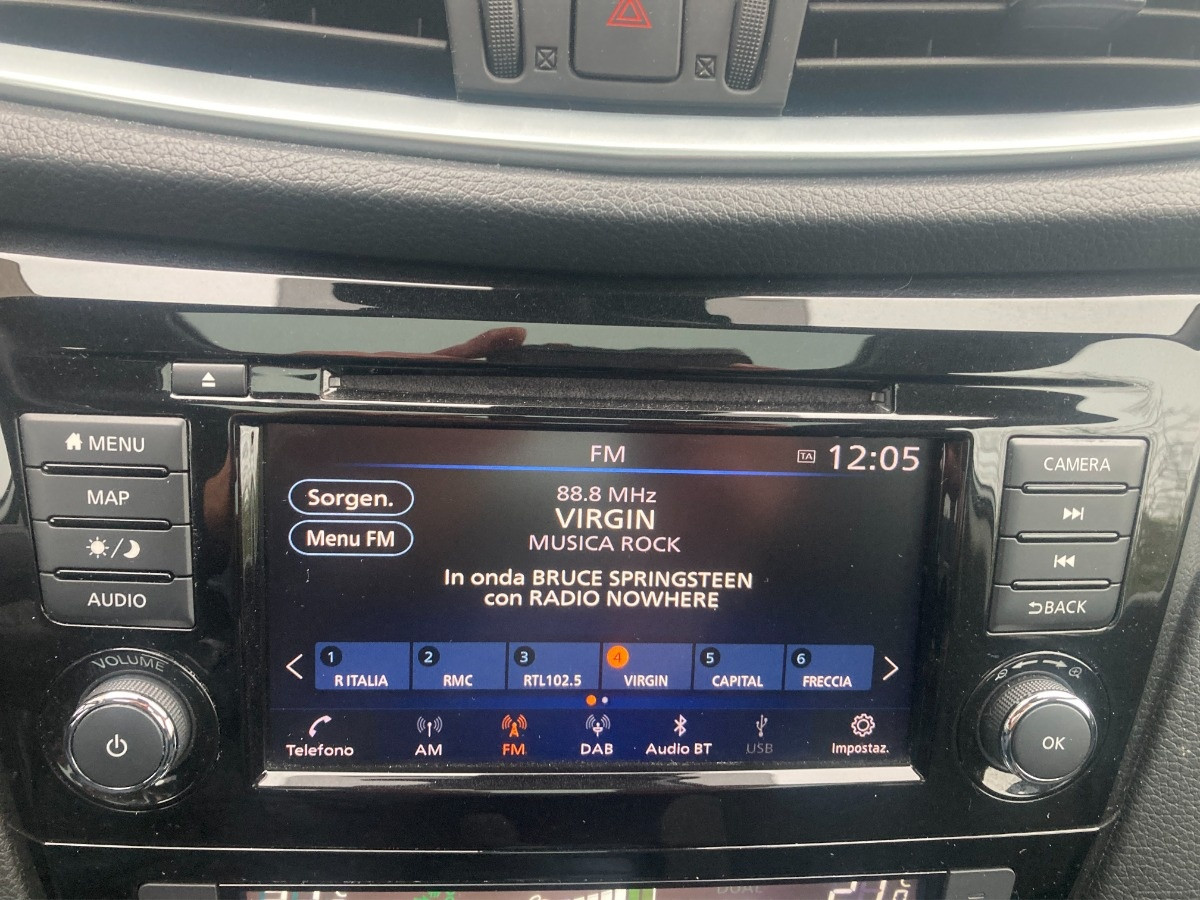 MENU
MAP
AUDIO
VOLUME
FM
TA
12:05
Sorgen.
Menu FM
88.8 MHz
VIRGIN
MUSICA ROCK
In onda BRUCE SPRINGSTEEN
con RADIO NOWHERE
1 R ITALIA
2 RMC
3 RTL102.5
4 VIRGIN
5 CAPITAL
6 FRECCIA
Telefono
AM
FM
DAB
Audio BT
USB
Impostaz.
CAMERA
BACK
OK
DUAL